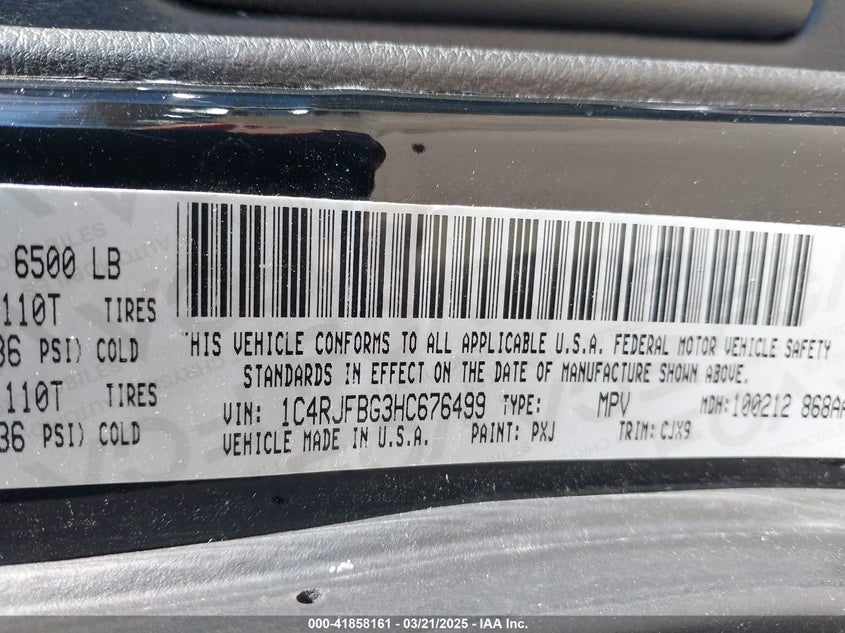 6500 LB
110T TIRES
36 PSI) COLD
110T TIRES
36 PSI) COLD
THIS VEHICLE CONFORMS TO ALL APPLICABLE U.S.A. FEDERAL MOTOR VEHICLE SAFETY
STANDARDS IN EFFECT ON THE DATE OF MANUFACTURE SHOWN ABOVE.
VIN: 1C4RJFBG3HC676499 TYPE: MPV MDH: 100212 868AA
VEHICLE MADE IN U.S.A. PAINT: PXJ TRIM: CJX9
000-41858161 - 03/21/2025 - IAA Inc.